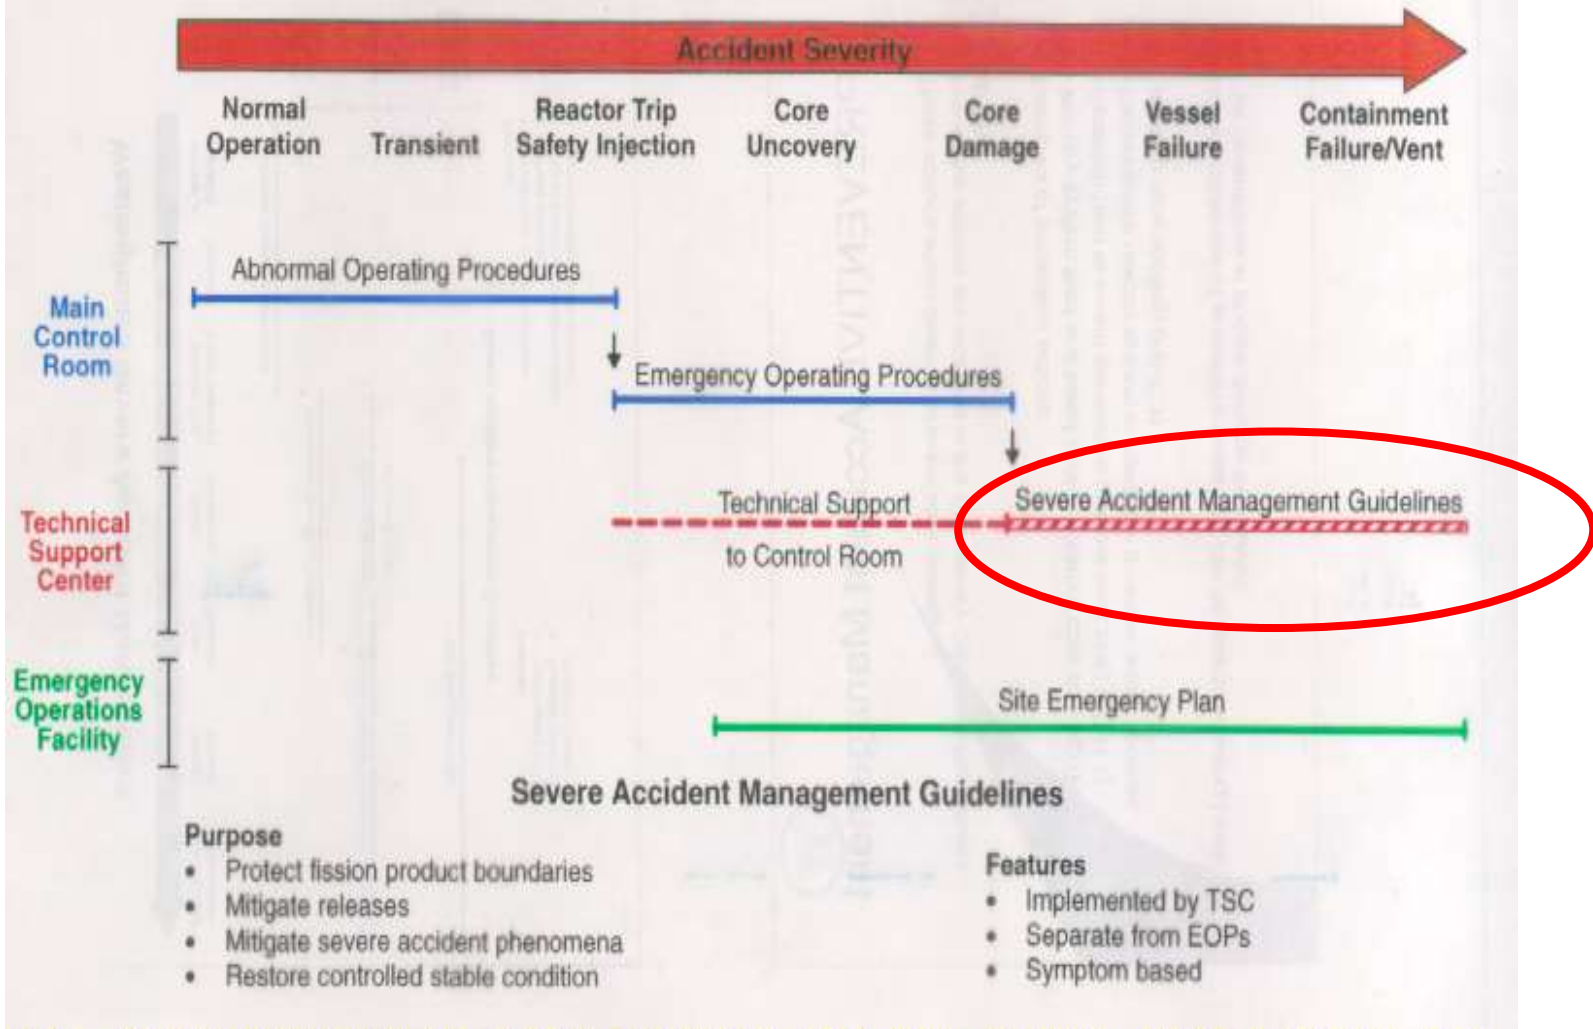 Accident Severity
Normal
Operation
Transient
Reactor Trip
Safety Injection
Core
Uncovery
Core
Damage
Vessel
Failure
Containment
Failure/Vent
Main
Control
Room
Abnormal Operating Procedures
Emergency Operating Procedures
Technical
Support
Center
Technical Support
to Control Room
Severe Accident Management Guidelines
Emergency
Operations
Facility
Site Emergency Plan
Severe Accident Management Guidelines
Purpose
• Protect fission product boundaries
• Mitigate releases
• Mitigate severe accident phenomena
• Restore controlled stable condition
Features
• Implemented by TSC
• Separate from EOPs
• Symptom based